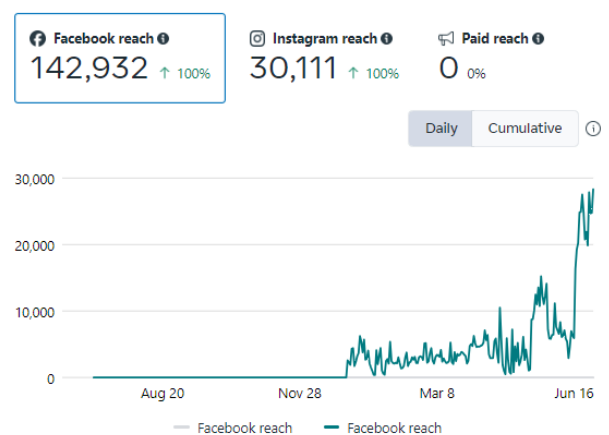 Facebook reach Instagram reach Paid reach
142,932 ↑ 100% 30,111 ↑ 100% 0 0%
Daily Cumulative
30,000
20,000
10,000
0
Aug 20 Nov 28 Mar 8 Jun 16
Facebook reach Facebook reach